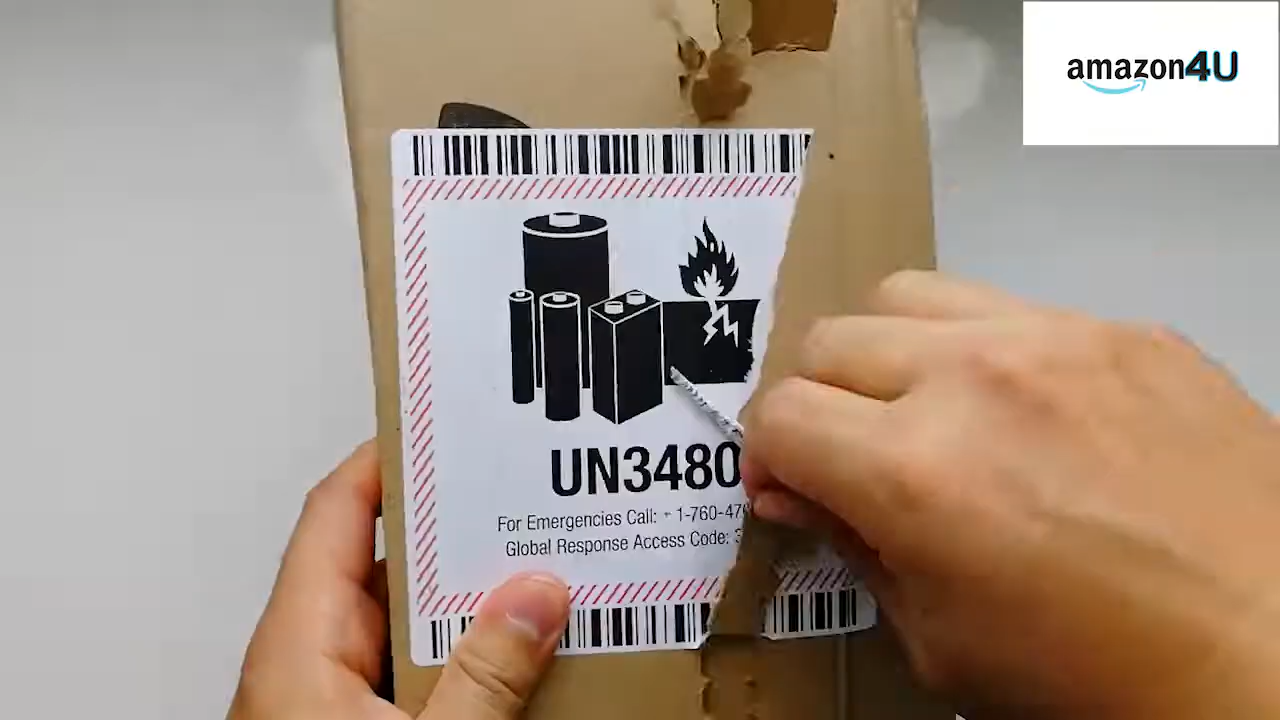 amazon4U
UN3480
For Emergencies Call: + 1-760-47
Global Response Access Code: 3